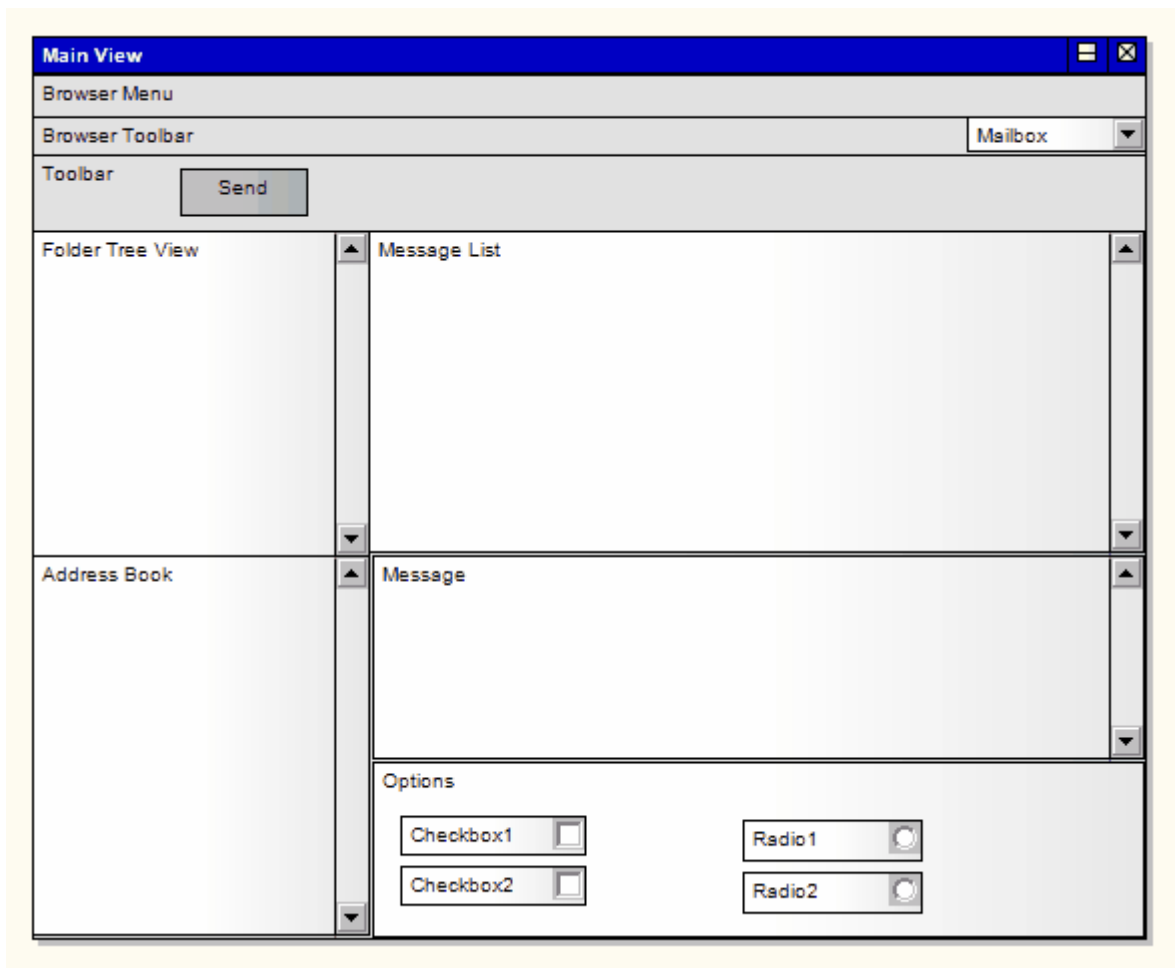 Main View
Browser Menu
Browser Toolbar
Mailbox
Toolbar
Send
Folder Tree View
Message List
Address Book
Message
Options
Checkbox1
Radio1
Checkbox2
Radio2